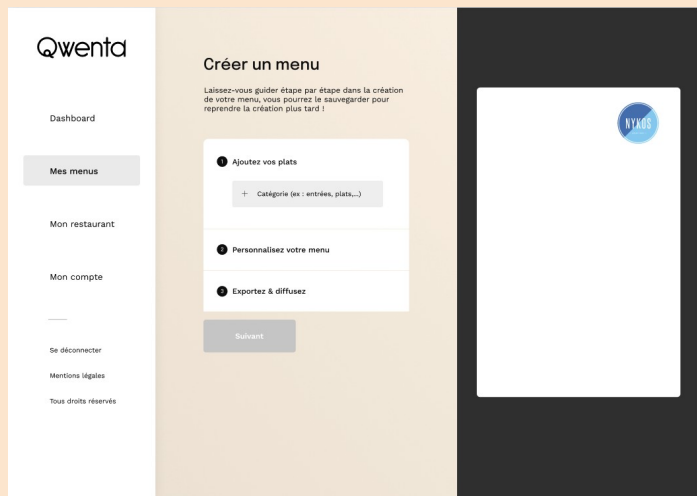 Qwenta
Dashboard
Mes menus
Mon restaurant
Mon compte
Se déconnecter
Mentions légales
Tous droits réservés
Créer un menu
Laissez-vous guider étape par étape dans la création
de votre menu, vous pourrez le sauvegarder pour
reprendre la création plus tard !
1 Ajoutez vos plats
+ Catégorie (ex : entrées, plats,...)
2 Personnalisez votre menu
3 Exportez & diffusez
Suivant
NYKOS